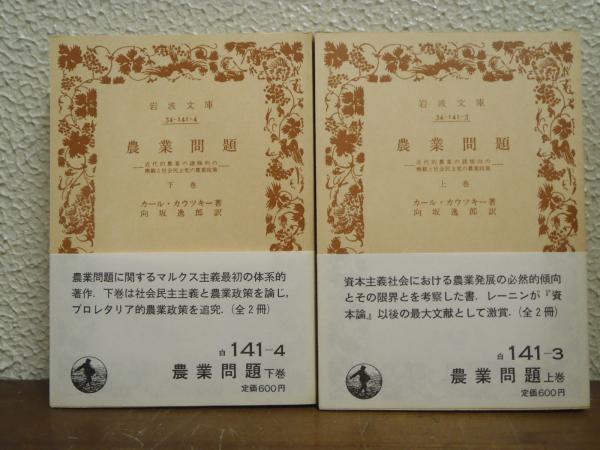 岩波文庫
34-141-4
農業問題
―近代的農業の諸傾向の
概観と社会民主党の農業政策―
下巻
カール・カウツキー著
向坂逸郎訳
農業問題に関するマルクス主義最初の体系的
著作．下巻は社会民主主義と農業政策を論じ，
プロレタリア的農業政策を追究．（全２冊）
白 141-4
農業問題 下巻
定価600円
岩波文庫
34-141-3
農業問題
―近代的農業の諸傾向の
概観と社会民主党の農業政策―
上巻
カール・カウツキー著
向坂逸郎訳
資本主義社会における農業発展の必然的傾向
とその限界とを考察した書．レーニンが『資
本論』以後の最大文献として激賞．（全２冊）
白 141-3
農業問題 上巻
定価600円